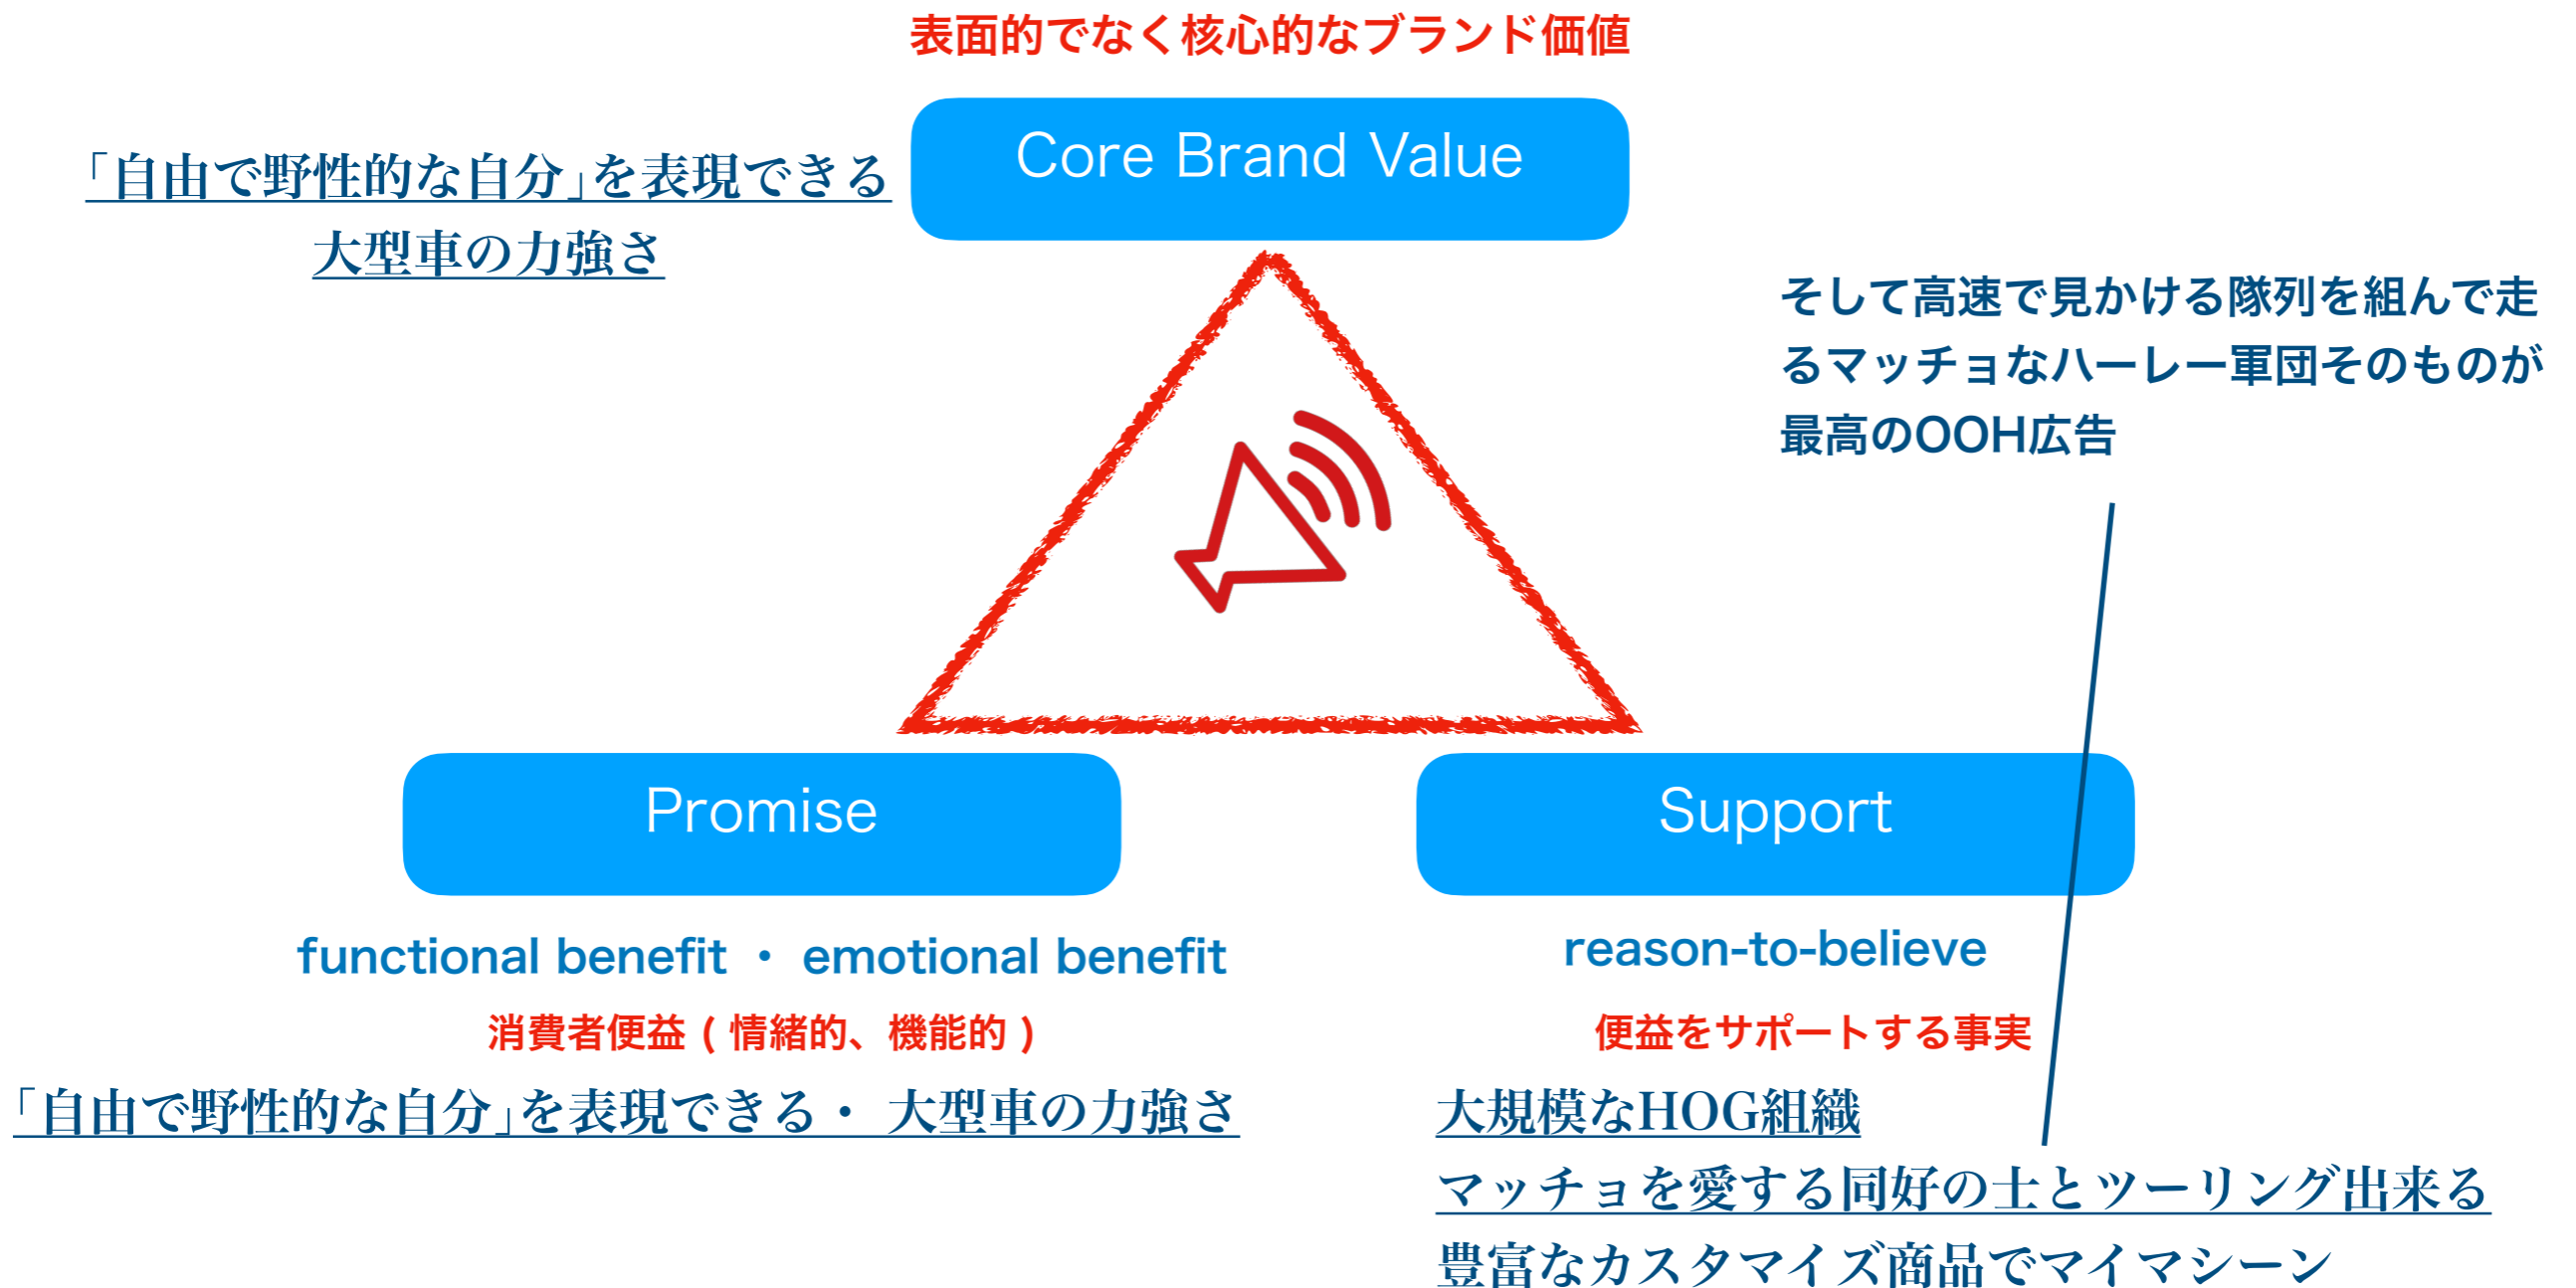 表面的でなく核心的なブランド価値
Core Brand Value
「自由で野性的な自分」を表現できる
大型車の力強さ
そして高速で見かける隊列を組んで走
るマッチョなハーレー軍団そのものが
最高のOOH広告
Promise
functional benefit ・ emotional benefit
消費者便益 ( 情緒的、機能的 )
「自由で野性的な自分」を表現できる・ 大型車の力強さ
Support
reason-to-believe
便益をサポートする事実
大規模なHOG組織
マッチョを愛する同好の士とツーリング出来る
豊富なカスタマイズ商品でマイマシーン